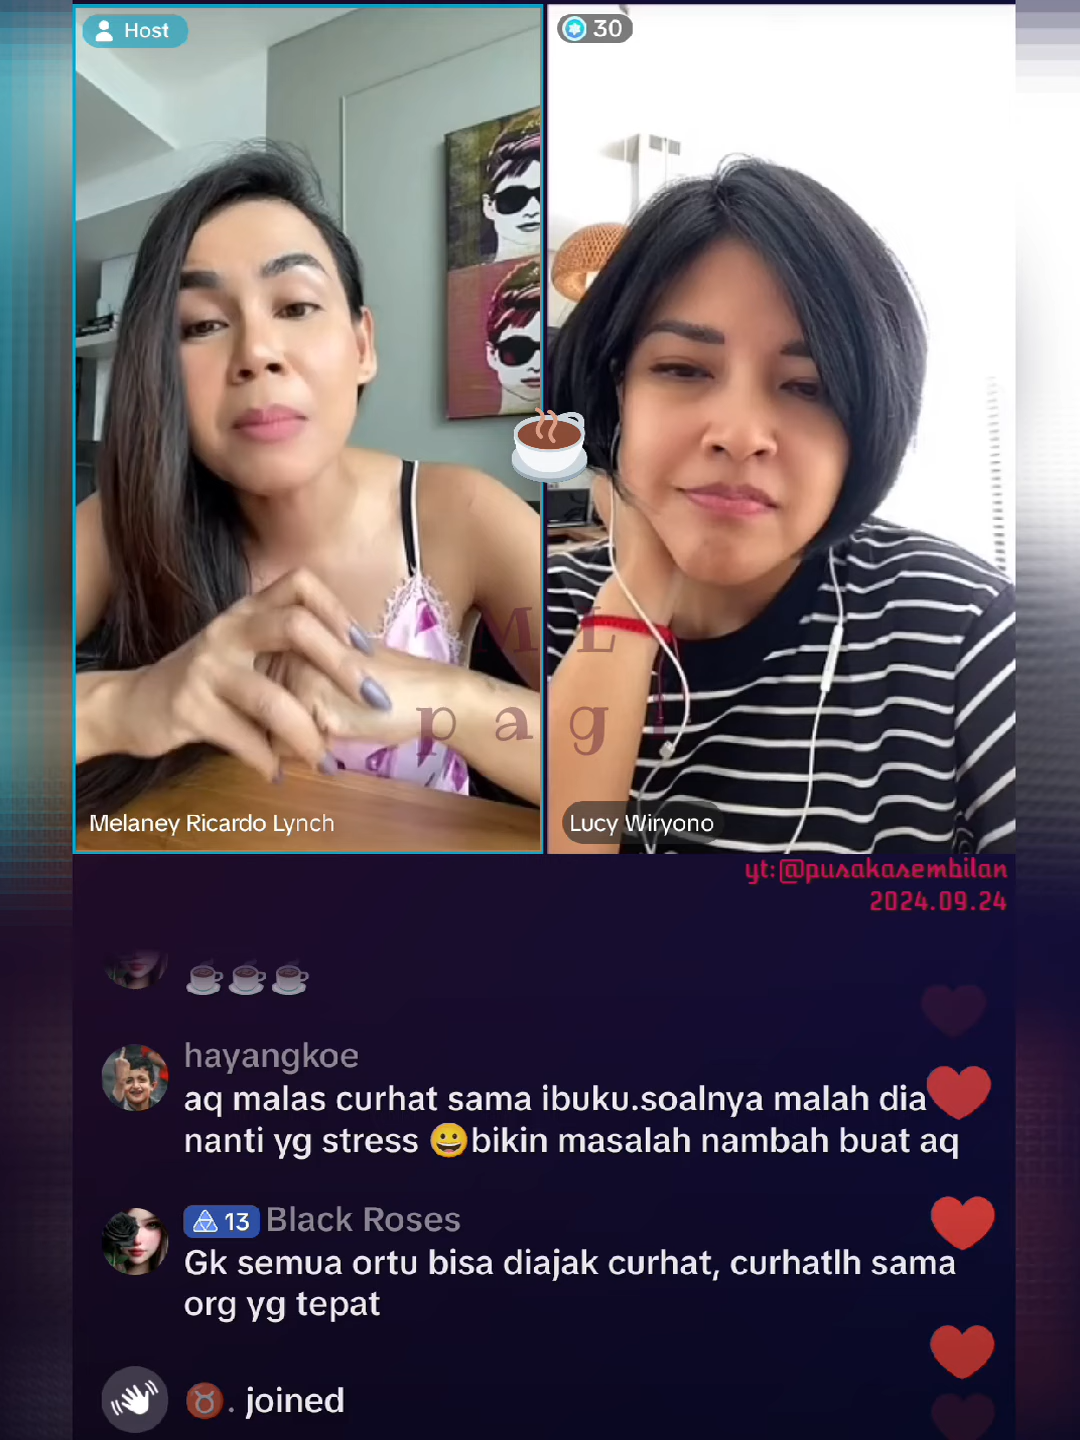 Host
30
M L
p a g i
Melaney Ricardo Lynch
Lucy Wiryono
yt:@pusakasembilan
2024.09.24
hayangkoe
aq malas curhat sama ibuku.soalnya malah dia
nanti yg stress 😀bikin masalah nambah buat aq
13 Black Roses
Gk semua ortu bisa diajak curhat, curhatlh sama
org yg tepat
♉. joined